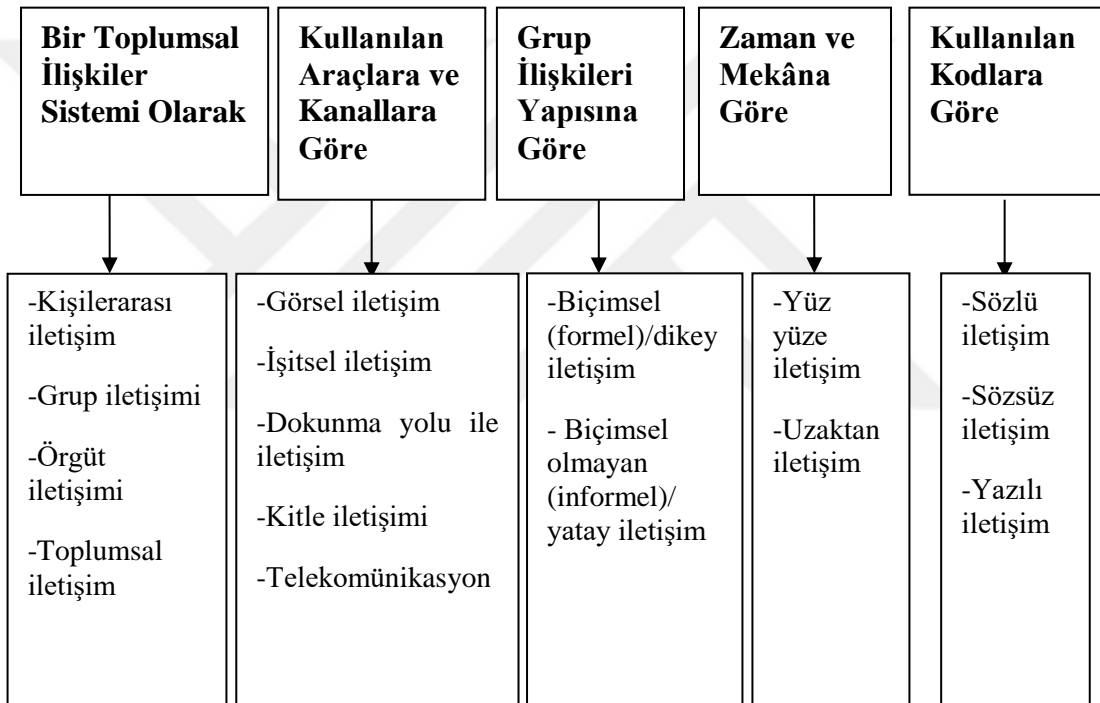 Bir Toplumsal
İlişkiler
Sistemi Olarak
Kullanılan
Araçlara ve
Kanallara
Göre
Grup
İlişkileri
Yapısına
Göre
Zaman ve
Mekâna
Göre
Kullanılan
Kodlara
Göre
-Kişilerarası
iletişim
-Grup iletişimi
-Örgüt
iletişimi
-Toplumsal
iletişim
-Görsel iletişim
-İşitsel iletişim
-Dokunma yolu ile
iletişim
-Kitle iletişimi
-Telekomünikasyon
-Biçimsel
(formel)/dikey
iletişim
- Biçimsel
olmayan
(informel)/
yatay iletişim
-Yüz
yüze
iletişim
-Uzaktan
iletişim
-Sözlü
iletişim
-Sözsüz
iletişim
-Yazılı
iletişim